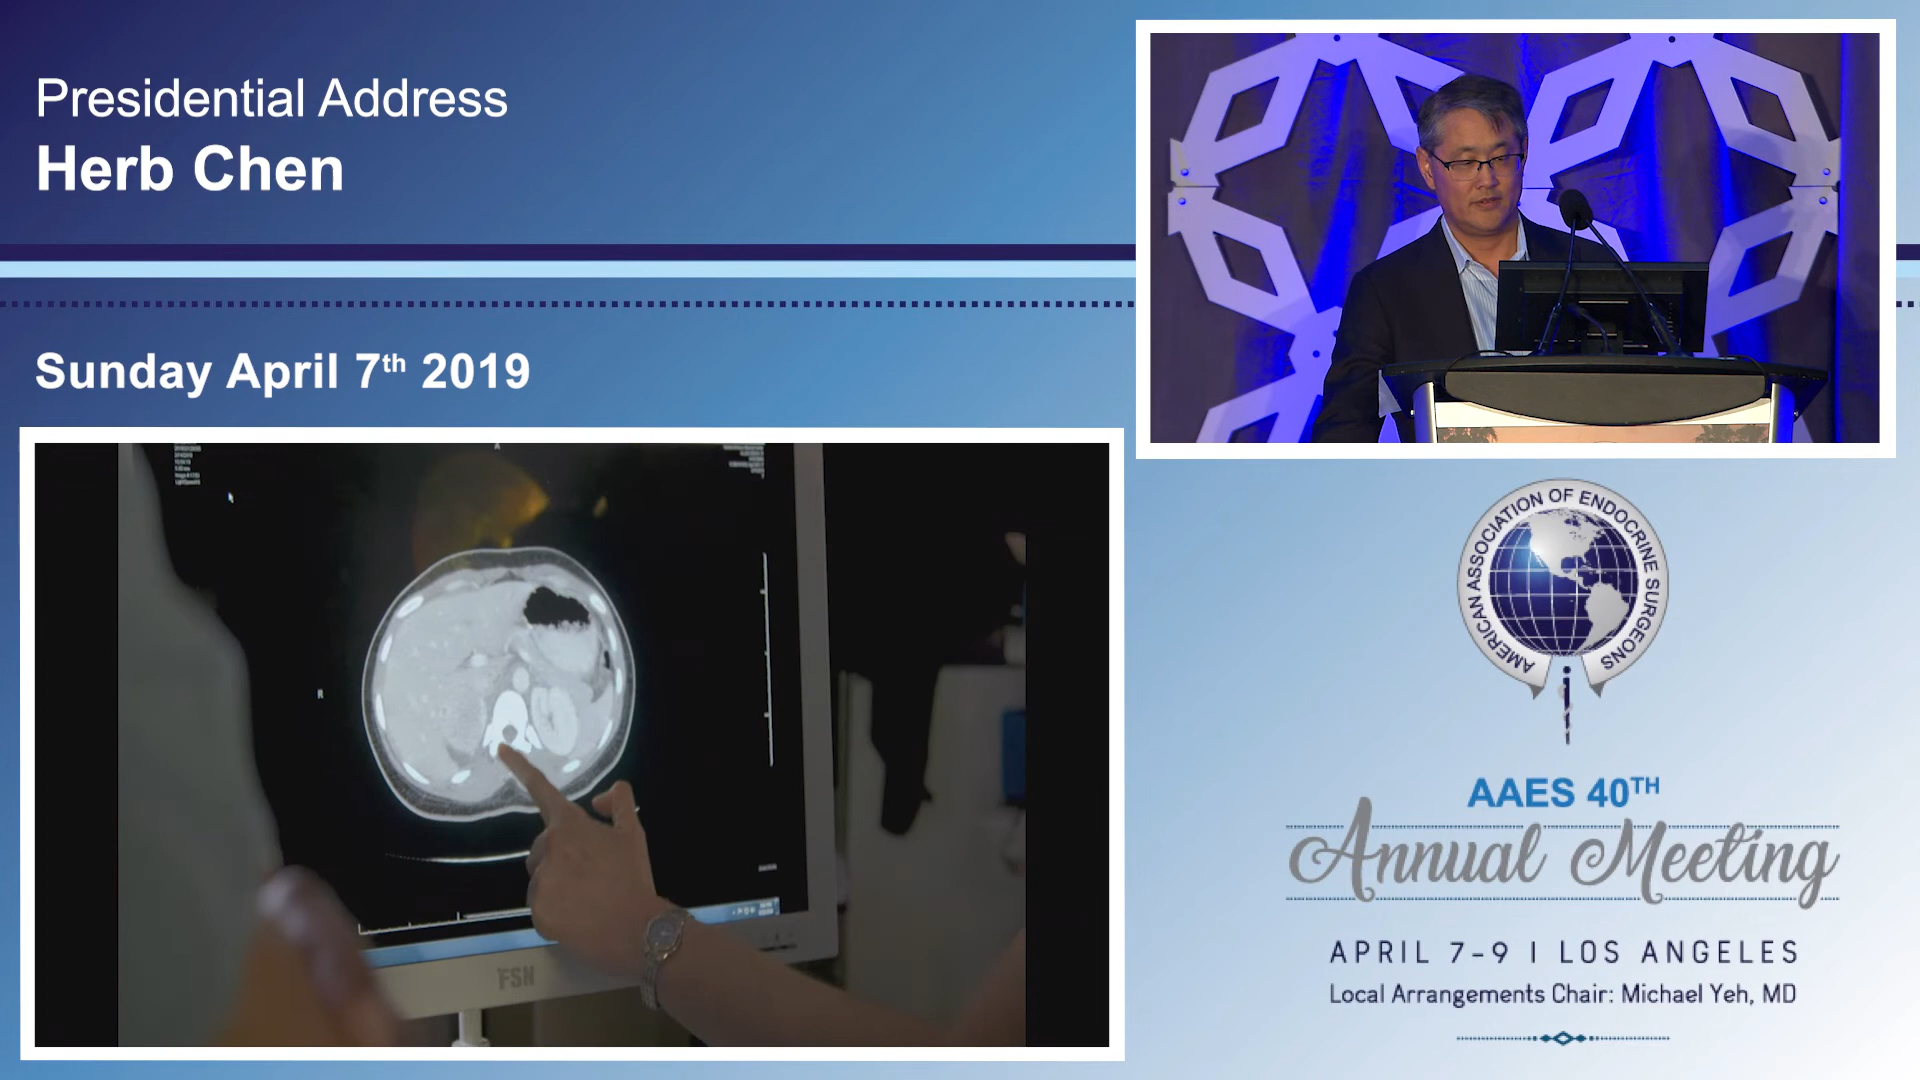 Presidential Address
Herb Chen
Sunday April 7th 2019
R
FSN
AMERICAN ASSOCIATION OF ENDOCRINE SURGEONS
AAES 40TH
Annual Meeting
APRIL 7-9 | LOS ANGELES
Local Arrangements Chair: Michael Yeh, MD